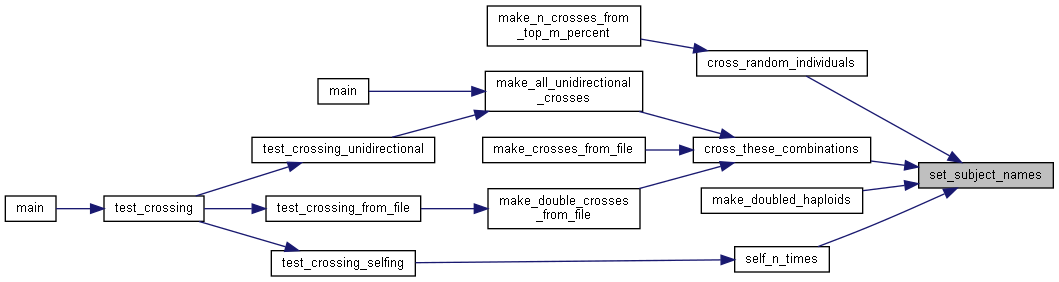 make_n_crosses_from
_top_m_percent
cross_random_individuals
main
make_all_unidirectional
_crosses
test_crossing_unidirectional
make_crosses_from_file
cross_these_combinations
set_subject_names
main
test_crossing
test_crossing_from_file
make_double_crosses
_from_file
make_doubled_haploids
test_crossing_selfing
self_n_times